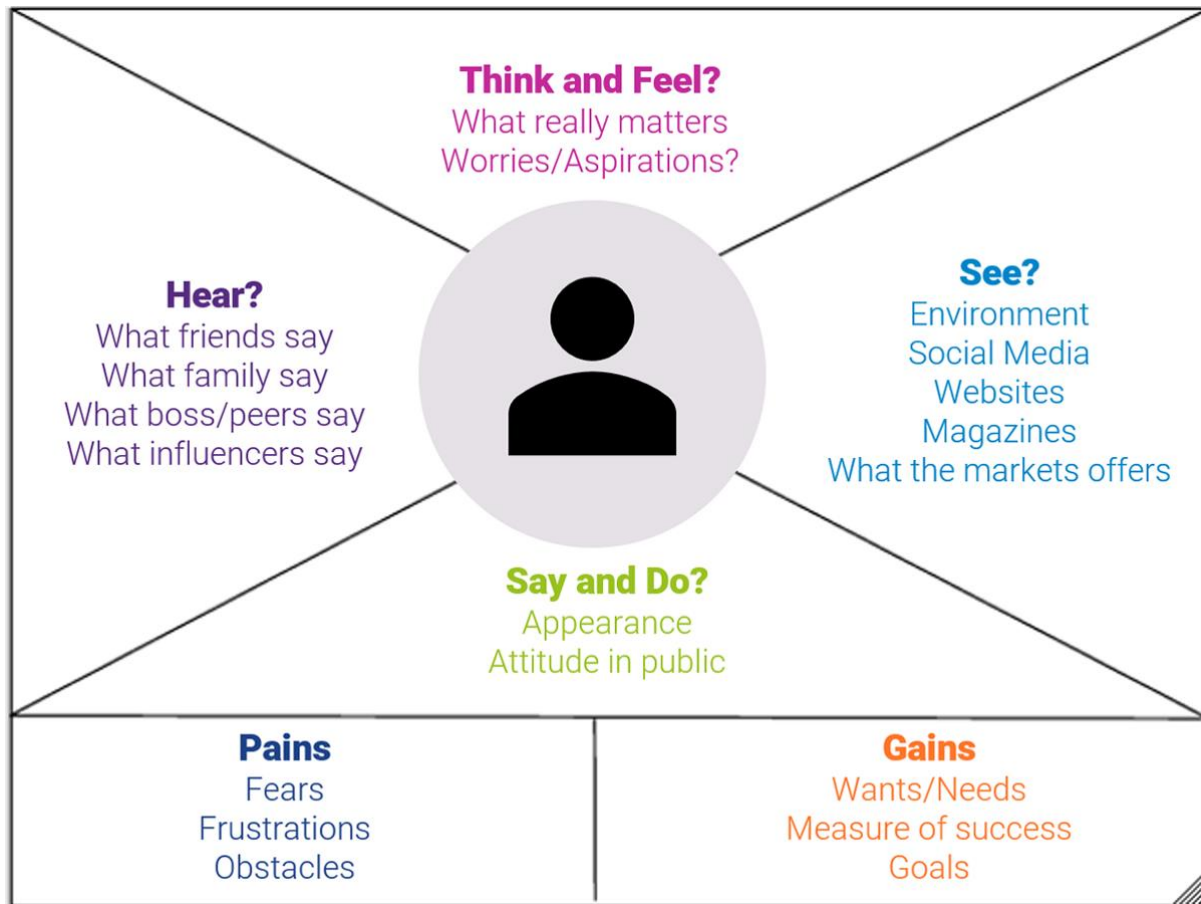 Think and Feel?
What really matters
Worries/Aspirations?
Hear?
What friends say
What family say
What boss/peers say
What influencers say
See?
Environment
Social Media
Websites
Magazines
What the markets offers
Say and Do?
Appearance
Attitude in public
Pains
Fears
Frustrations
Obstacles
Gains
Wants/Needs
Measure of success
Goals